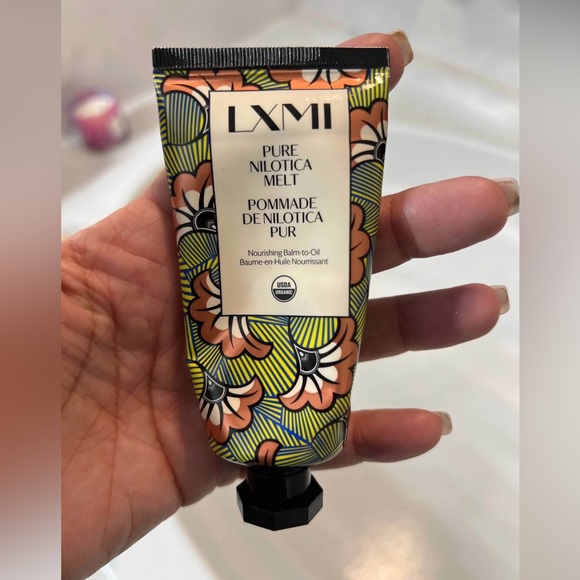 LXMI
PURE
NILOTICA
MELT
POMMADE
DE NILOTICA
PUR
Nourishing Balm-to-Oil
Baume-en-Huile Nourrissant
USDA
ORGANIC